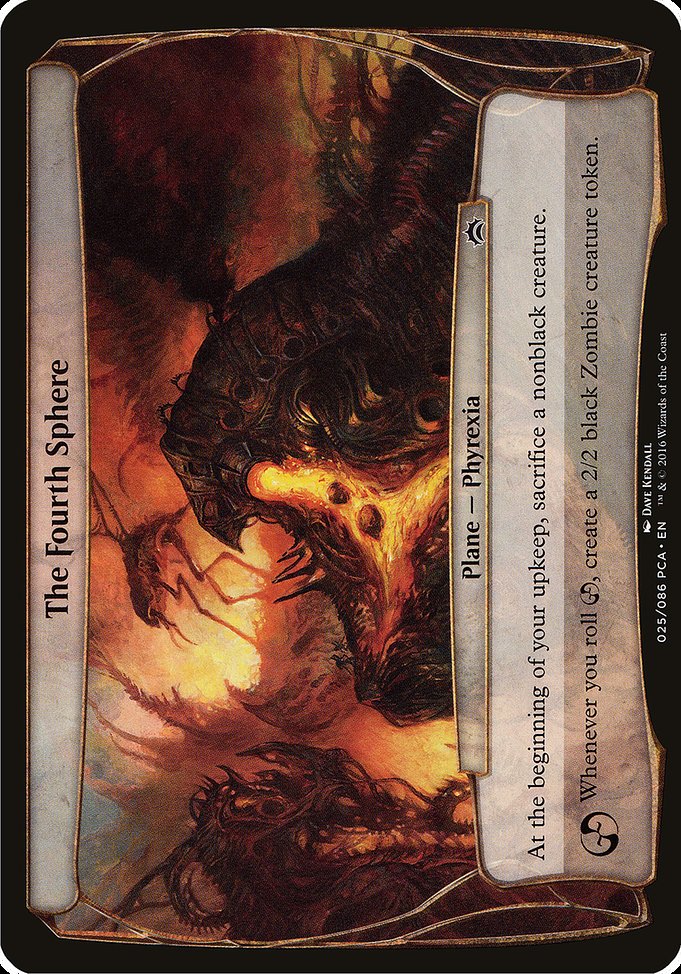 The Fourth Sphere
Plane — Phyrexia
At the beginning of your upkeep, sacrifice a nonblack creature.
Whenever you roll , create a 2/2 black Zombie creature token.
DAVE KENDALL
025/086 PCA • EN ™ & © 2016 Wizards of the Coast